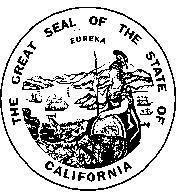 THE GREAT SEAL OF THE STATE OF
EUREKA
CALIFORNIA